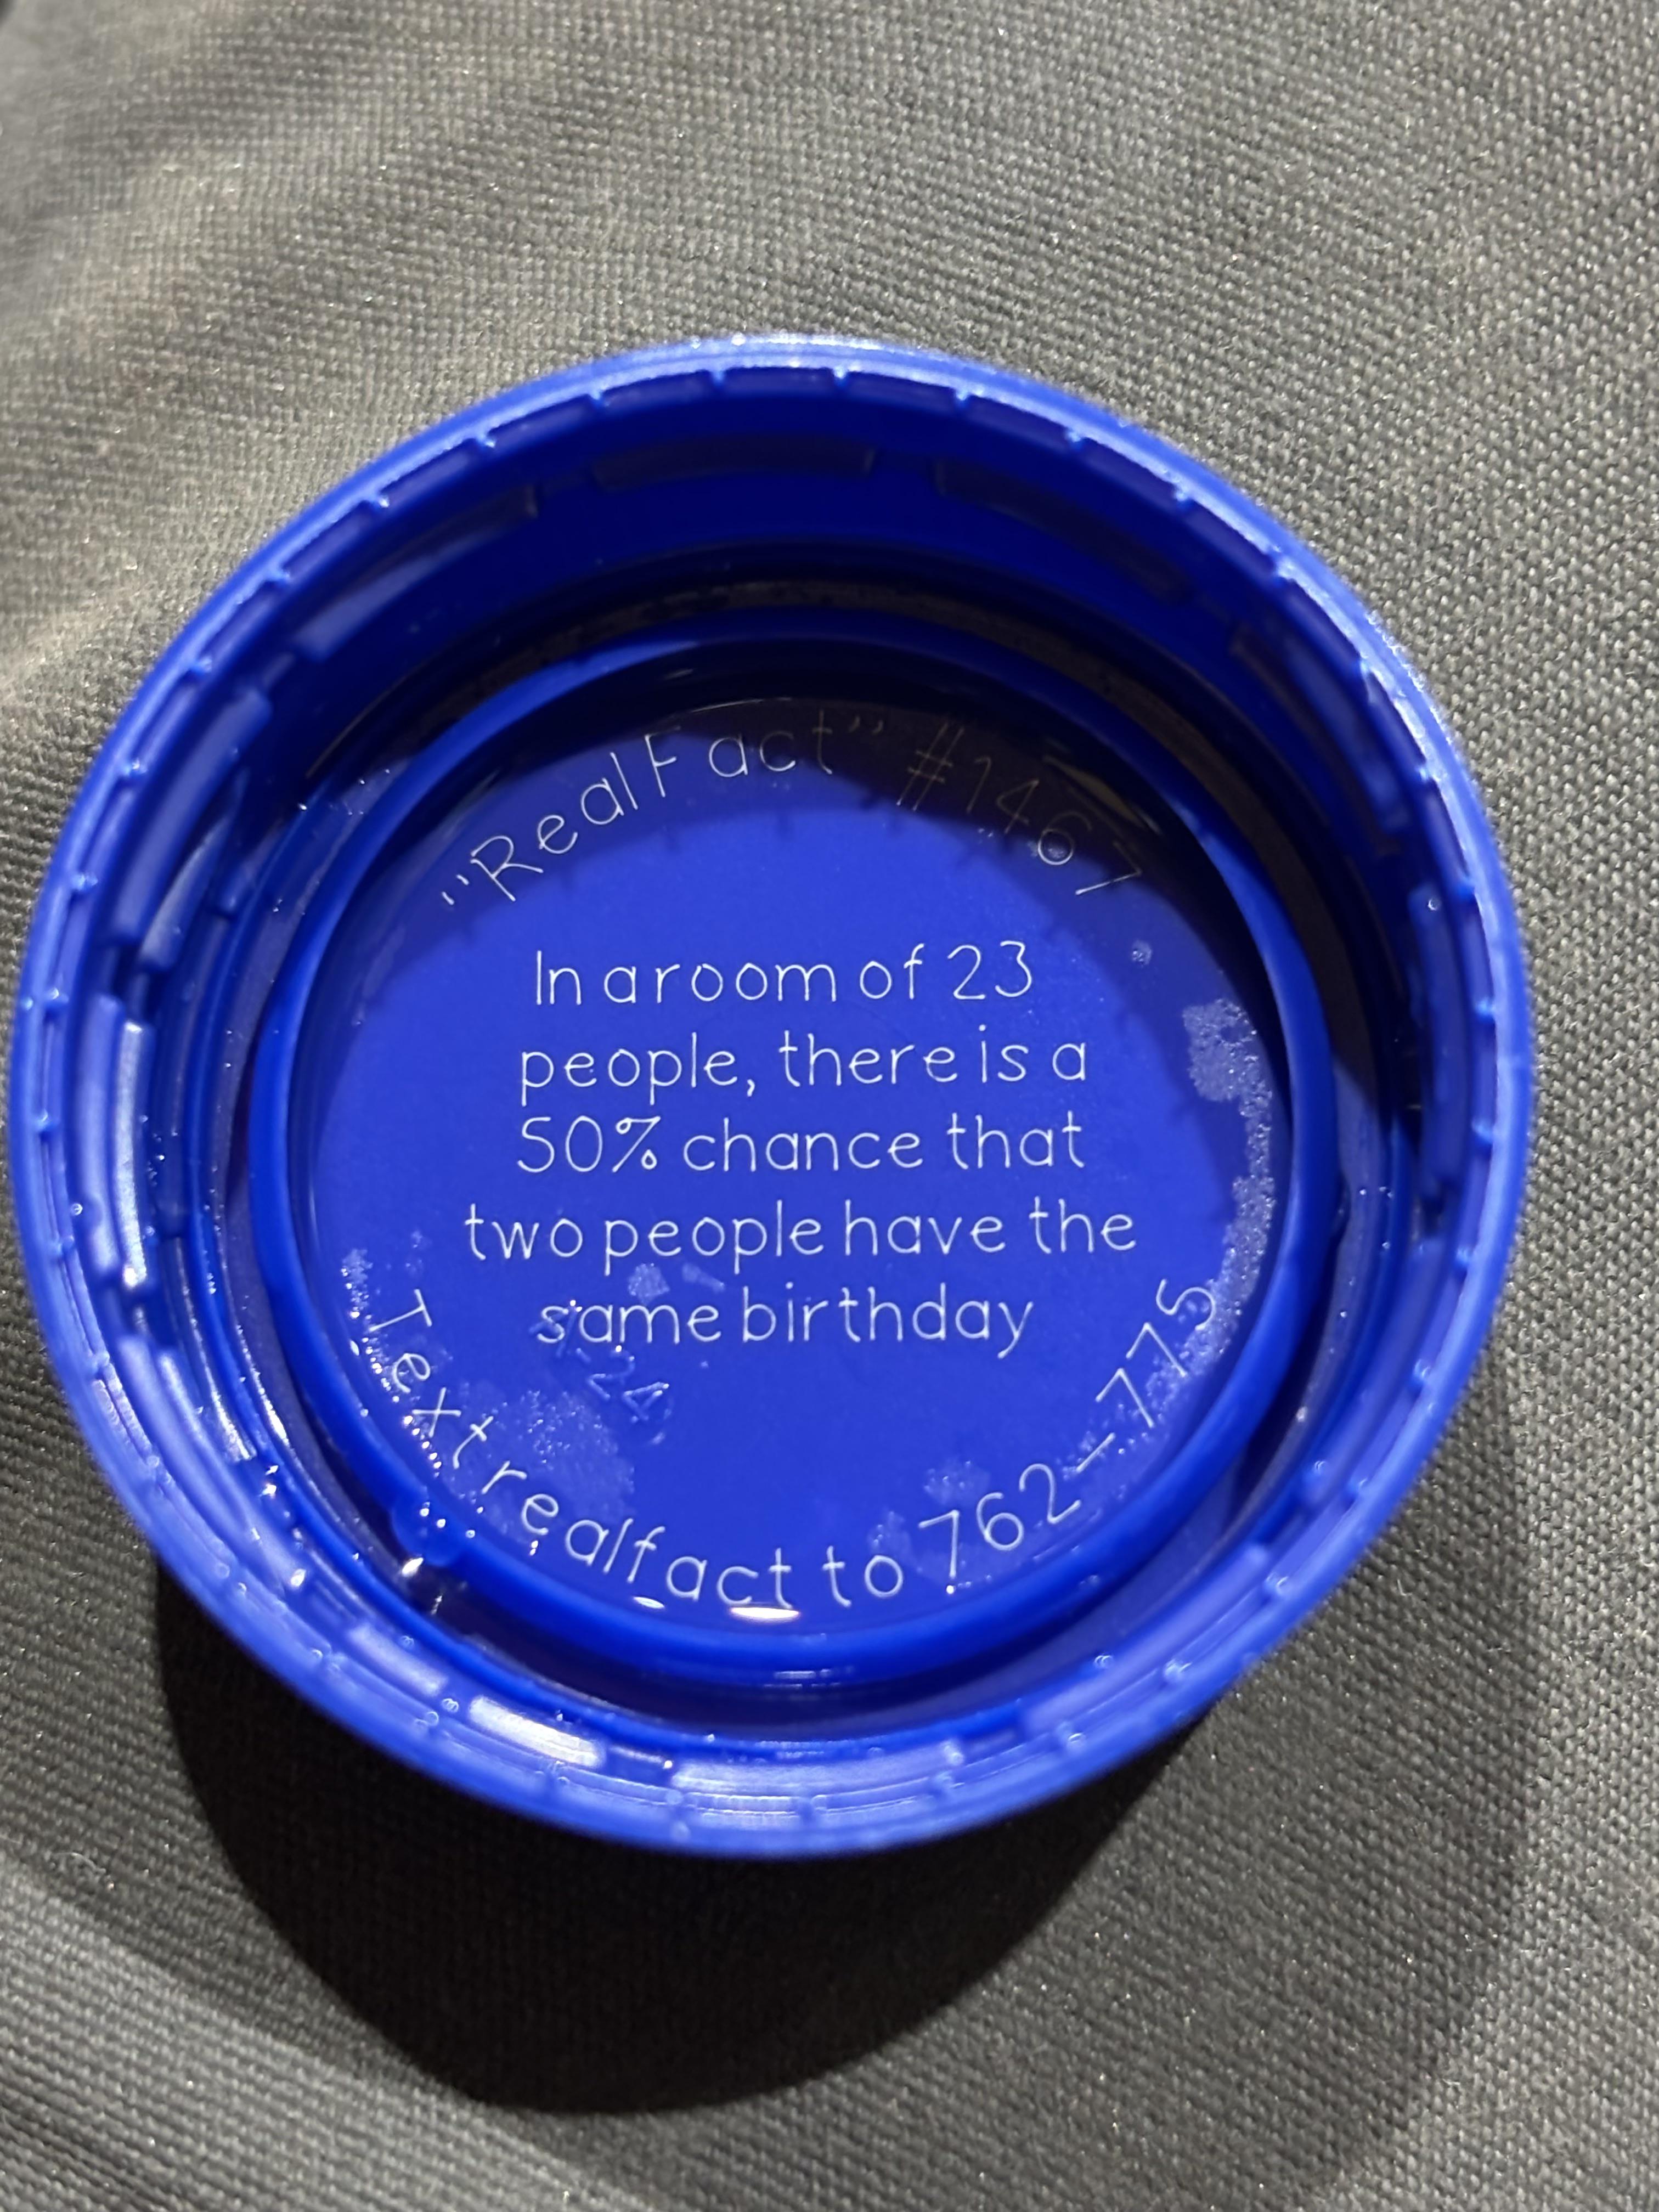 "Real Fact" #1467
In a room of 23
people, there is a
50% chance that
two people have the
same birthday
-24
Text realfact to 762-775